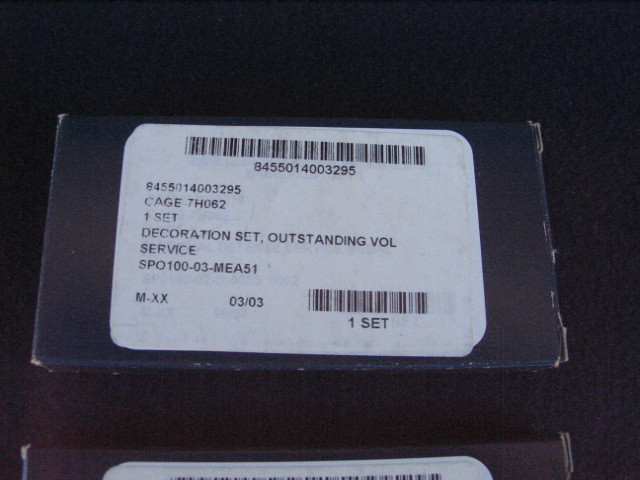 8455014003295
8455014003295
CAGE 7H062
1 SET
DECORATION SET, OUTSTANDING VOL
SERVICE
SPO100-03-MEA51
M-XX 03/03
1 SET